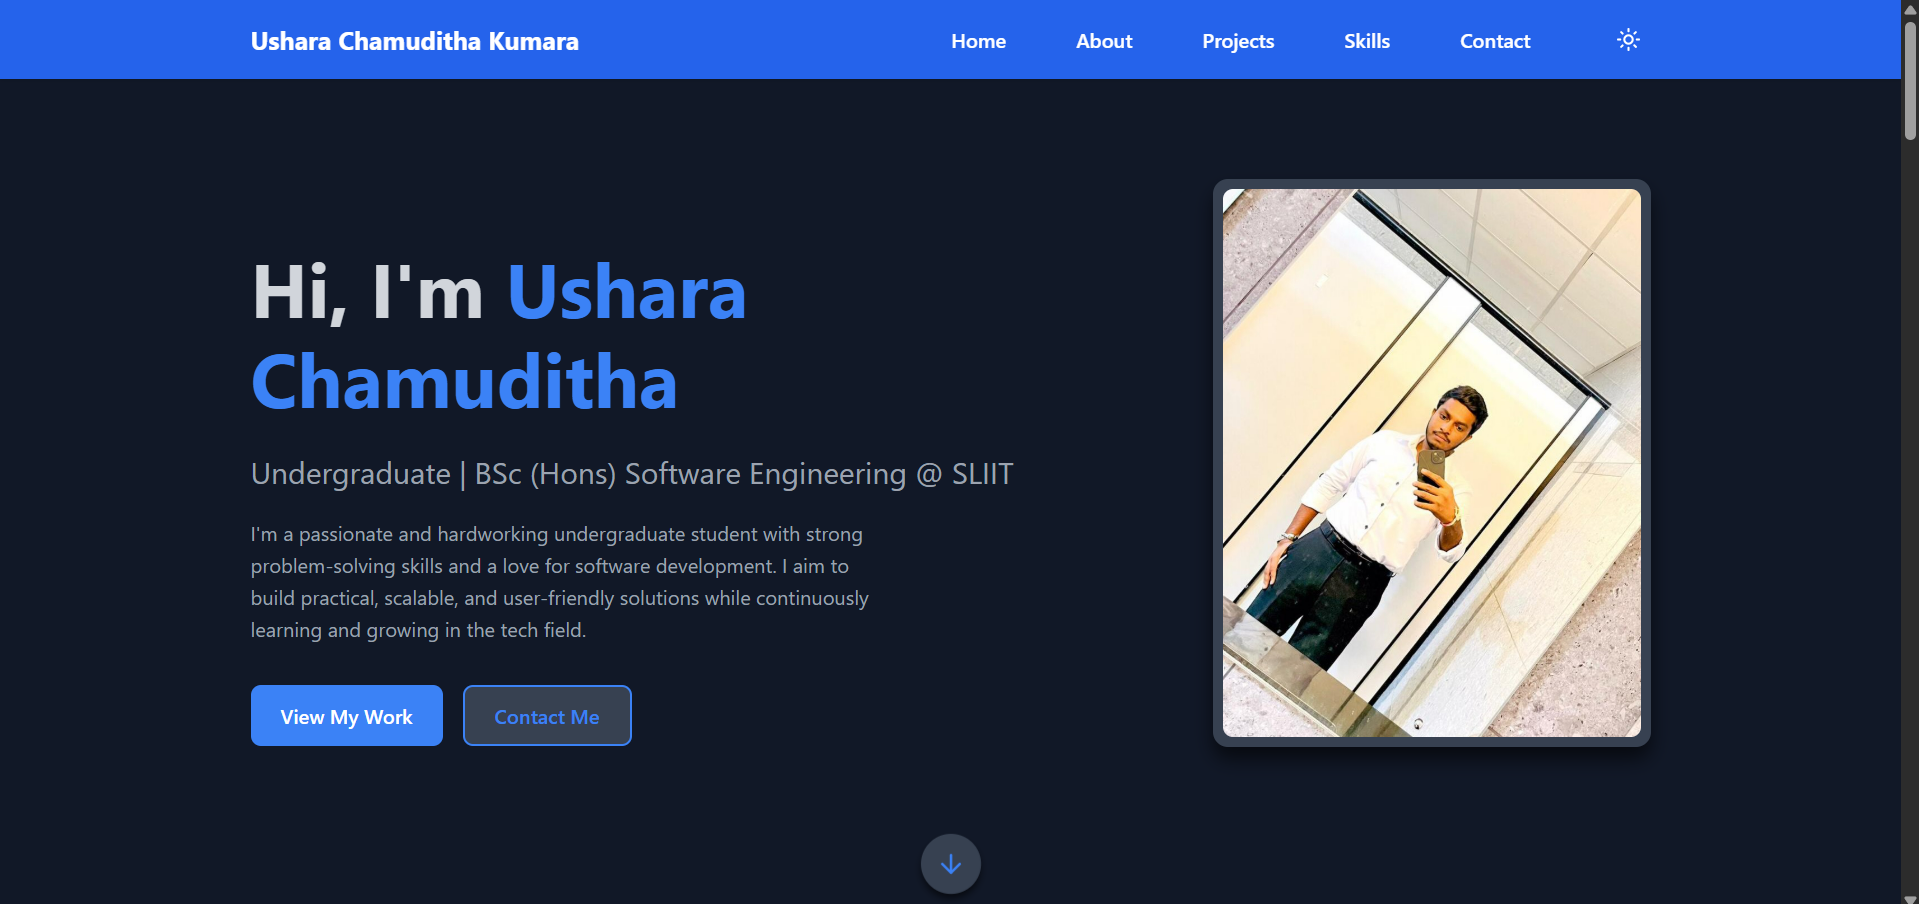 Ushara Chamuditha Kumara
Home
About
Projects
Skills
Contact
Hi, I'm Ushara
Chamuditha
Undergraduate | BSc (Hons) Software Engineering @ SLIIT
I'm a passionate and hardworking undergraduate student with strong
problem-solving skills and a love for software development. I aim to
build practical, scalable, and user-friendly solutions while continuously
learning and growing in the tech field.
View My Work
Contact Me